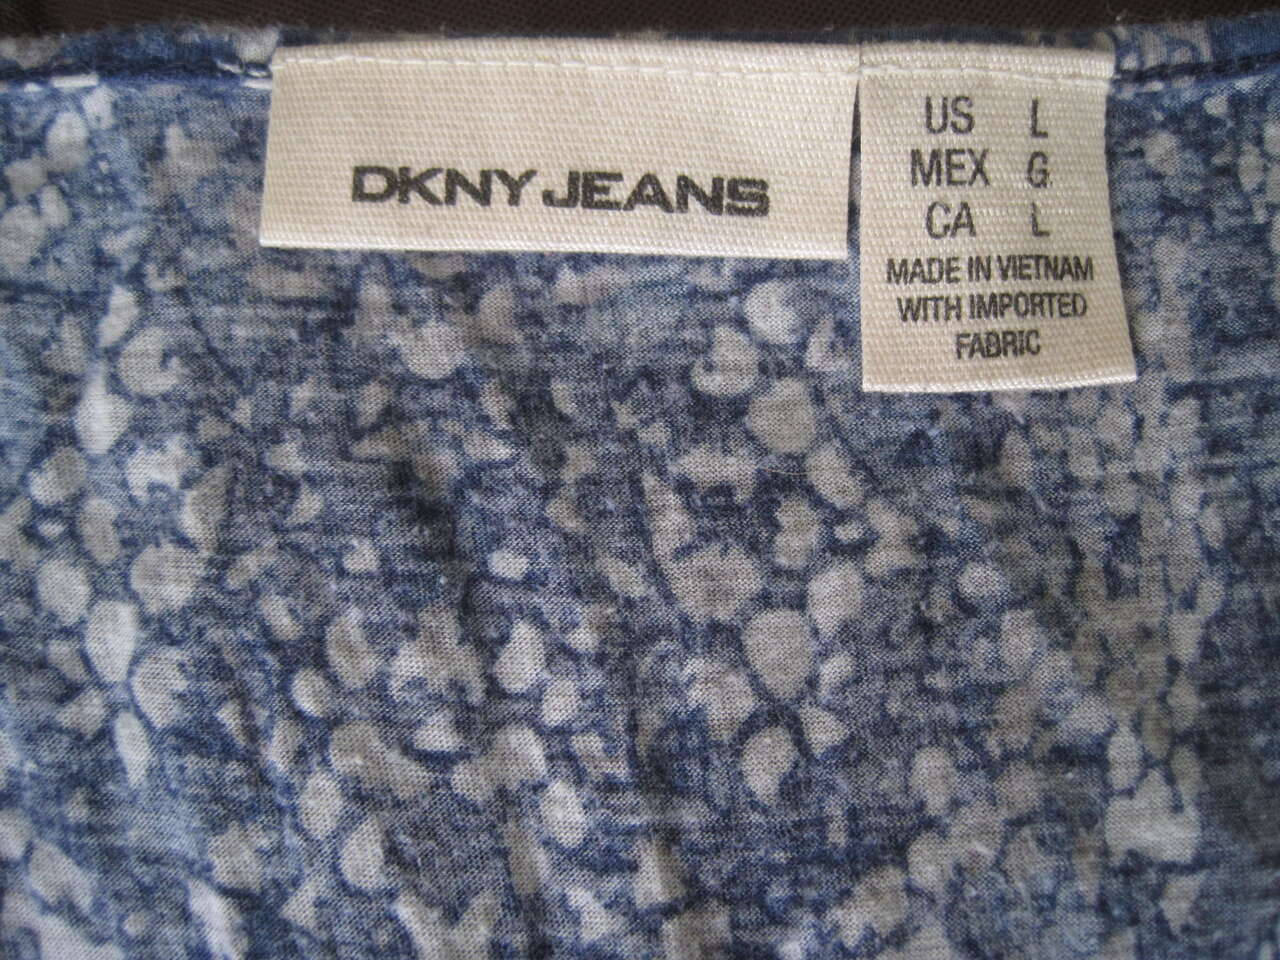 DKNY JEANS
US L
MEX G
CA L
MADE IN VIETNAM
WITH IMPORTED
FABRIC